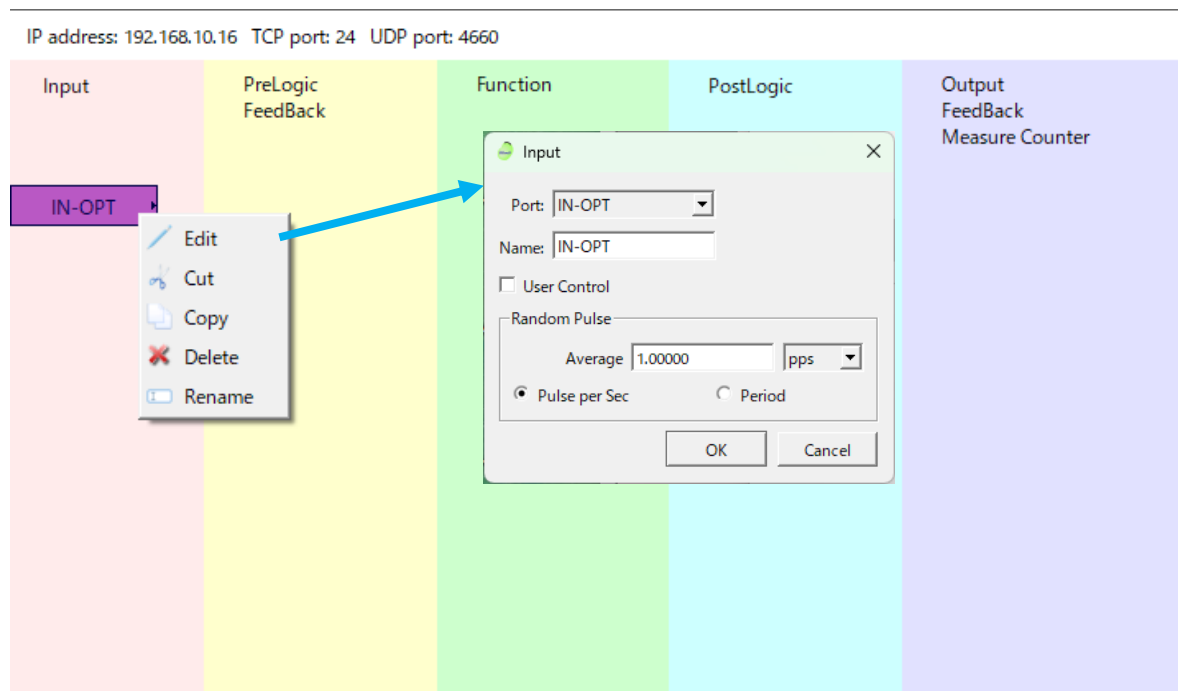 IP address: 192.168.10.16 TCP port: 24 UDP port: 4660
Input
PreLogic
FeedBack
Function
PostLogic
Output
FeedBack
Measure Counter
IN-OPT
Edit
Cut
Copy
Delete
Rename
Input
Port: IN-OPT
Name: IN-OPT
User Control
Random Pulse
Average 1.00000 pps
Pulse per Sec Period
OK Cancel